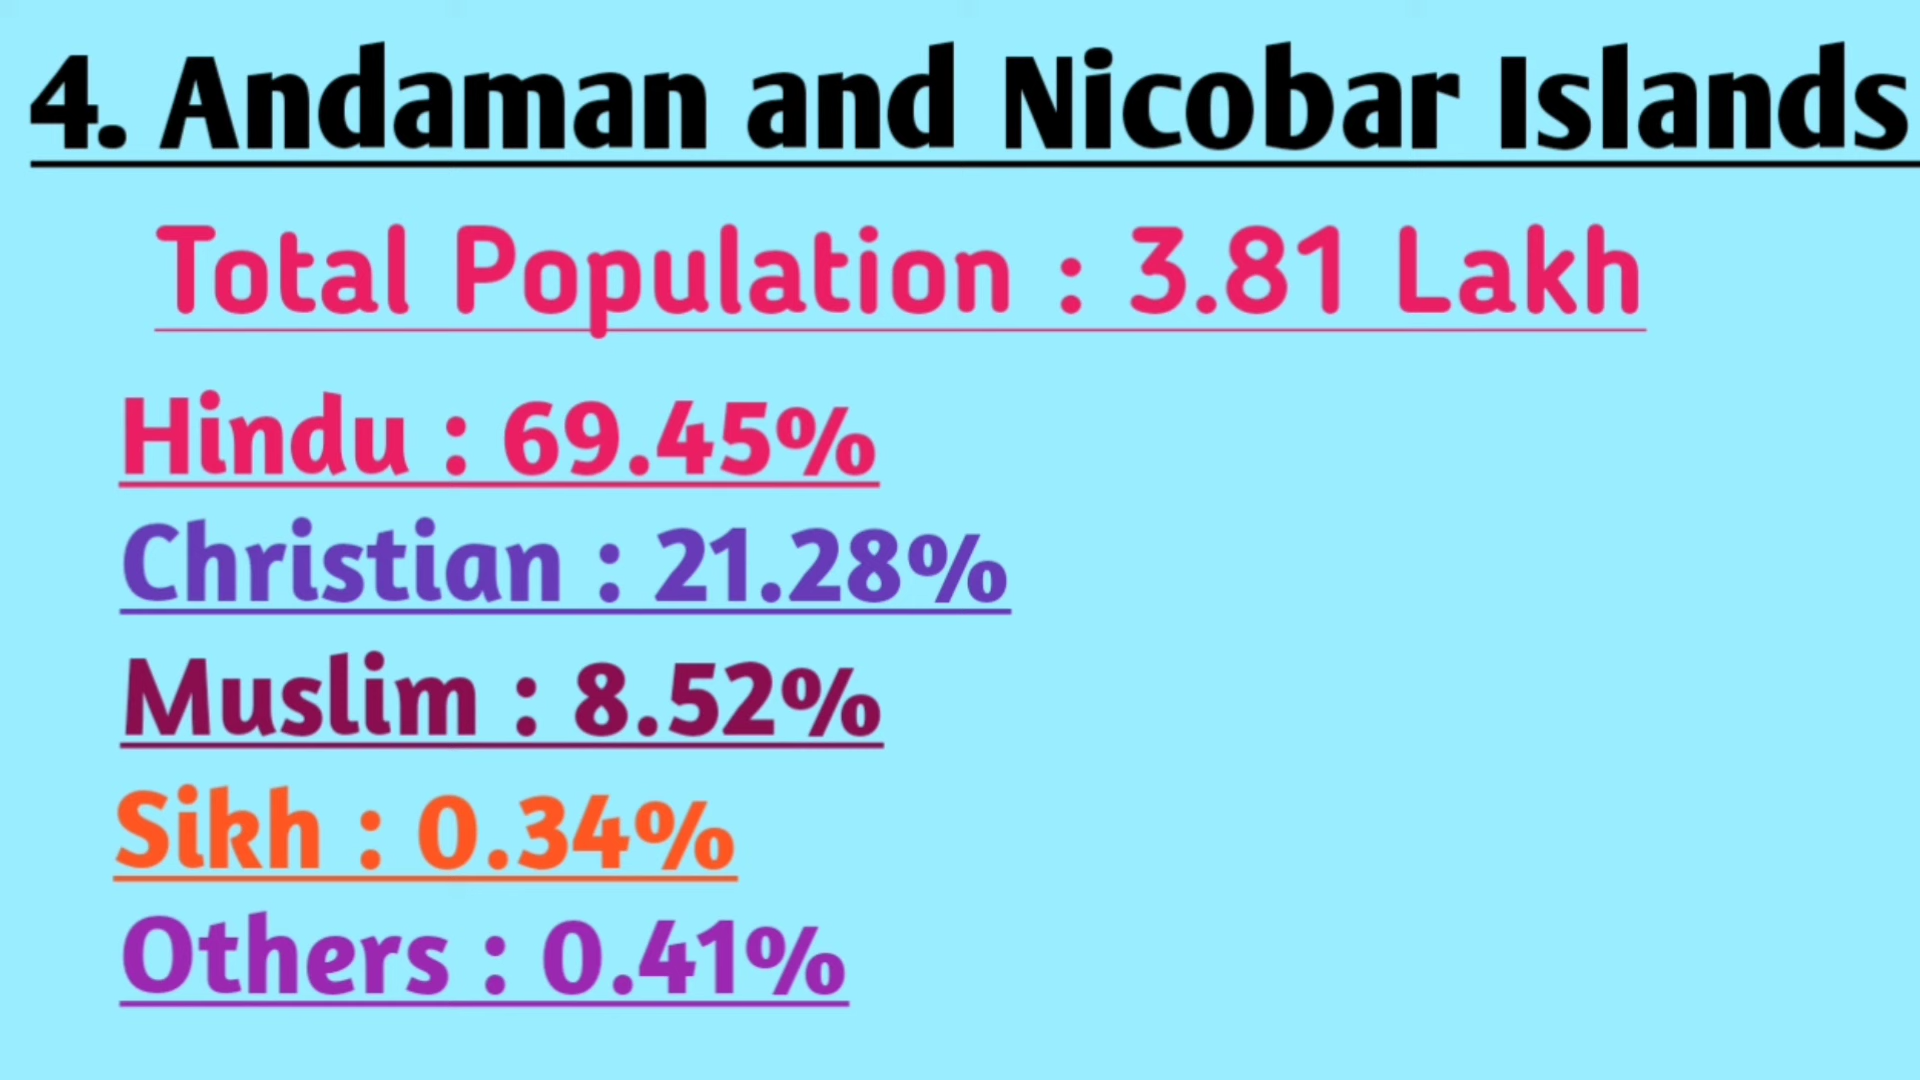 4. Andaman and Nicobar Islands
Total Population : 3.81 Lakh
Hindu : 69.45%
Christian : 21.28%
Muslim : 8.52%
Sikh : 0.34%
Others : 0.41%